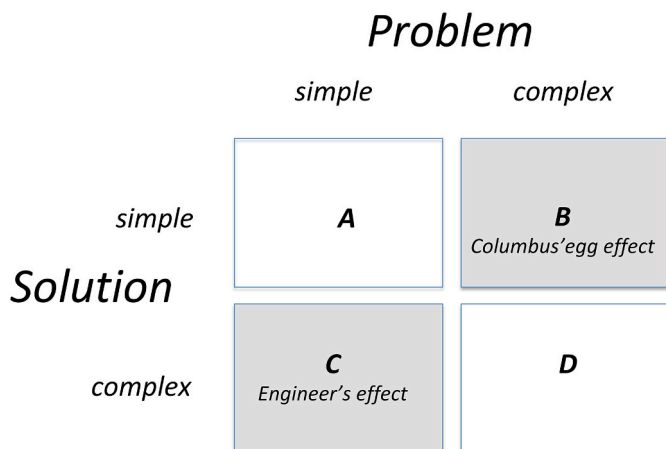 Problem
simple complex
simple
A
B
Columbus'egg effect
Solution
complex
C
Engineer's effect
D